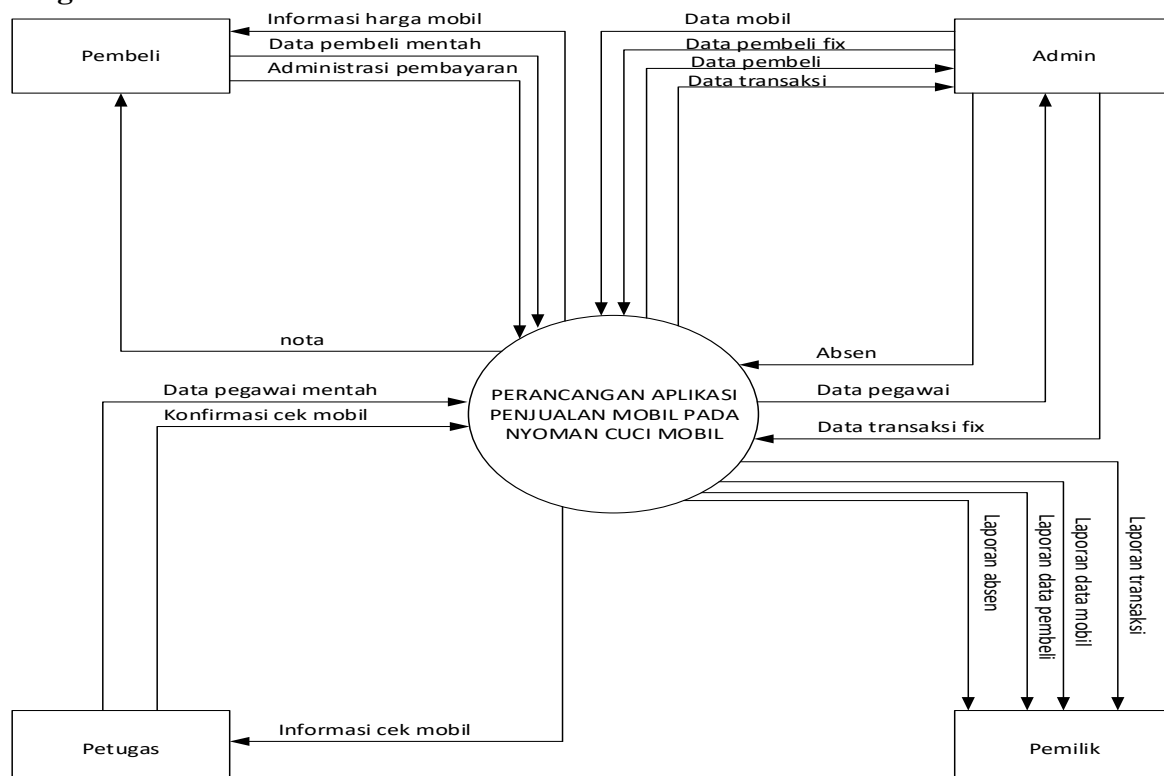 Informasi harga mobil
Data pembeli mentah
Administrasi pembayaran
Pembeli
Data mobil
Data pembeli fix
Data pembeli
Data transaksi
Admin
nota
Absen
Data pegawai
Data transaksi fix
Data pegawai mentah
Konfirmasi cek mobil
PERANCANGAN APLIKASI
PENJUALAN MOBIL PADA
NYOMAN CUCI MOBIL
Laporan absen
Laporan data pembeli
Laporan data mobil
Laporan transaksi
Informasi cek mobil
Petugas
Pemilik